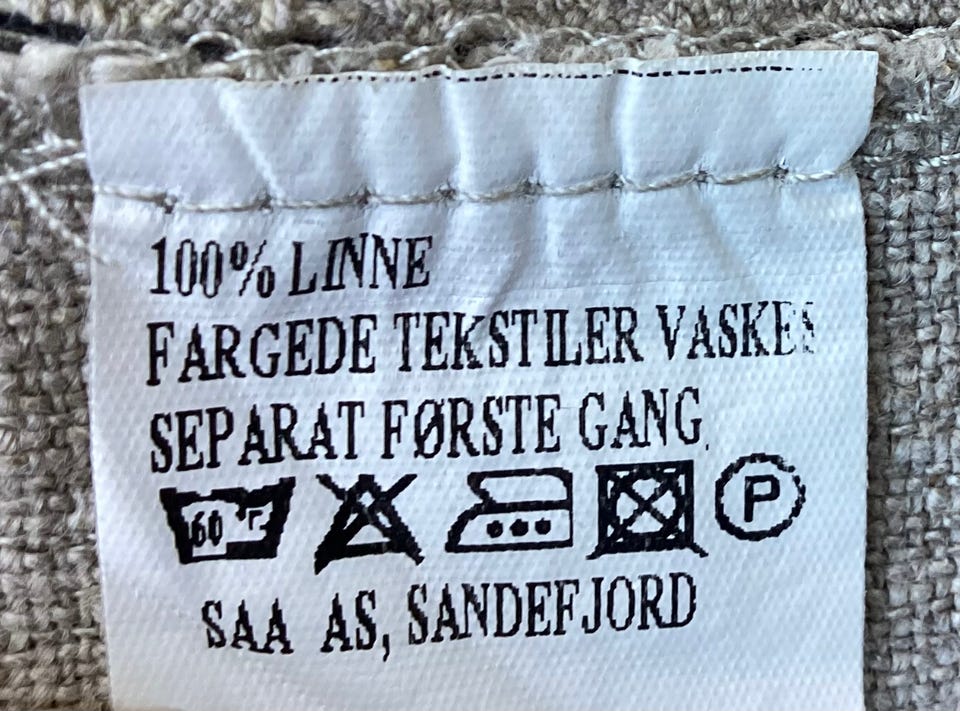 100% LINNE
FARGEDE TEKSTILER VASKES
SEPARAT FØRSTE GANG
60 P
SAA AS, SANDEFJORD